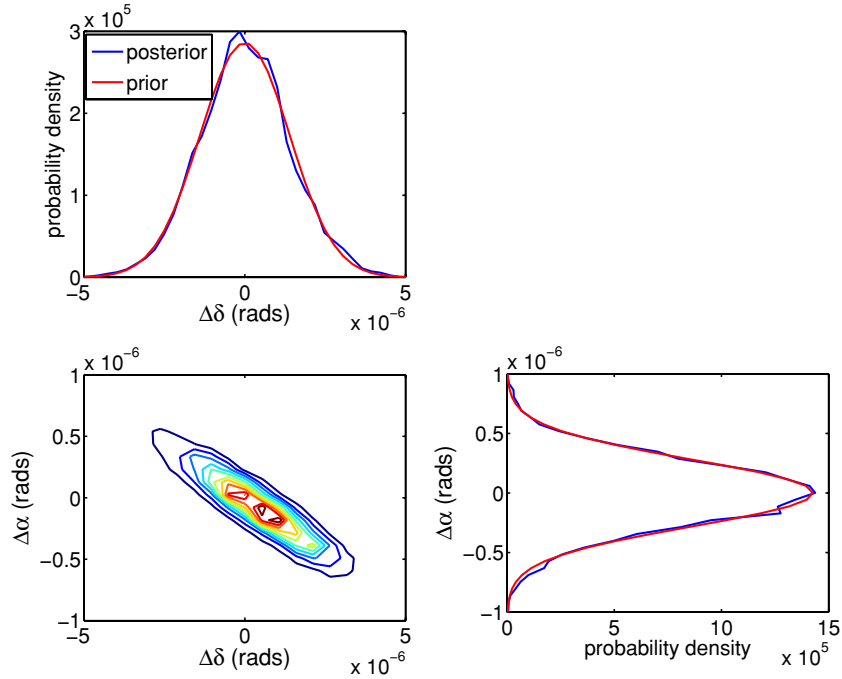 x 10^5
3
2
1
0
probability density
posterior
prior
-5
0
5
Δδ (rads)
x 10^-6
x 10^-6
1
0.5
0
-0.5
-1
Δα (rads)
-5
0
5
Δδ (rads)
x 10^-6
x 10^-6
1
0.5
0
-0.5
-1
Δα (rads)
0
5
10
15
probability density
x 10^5